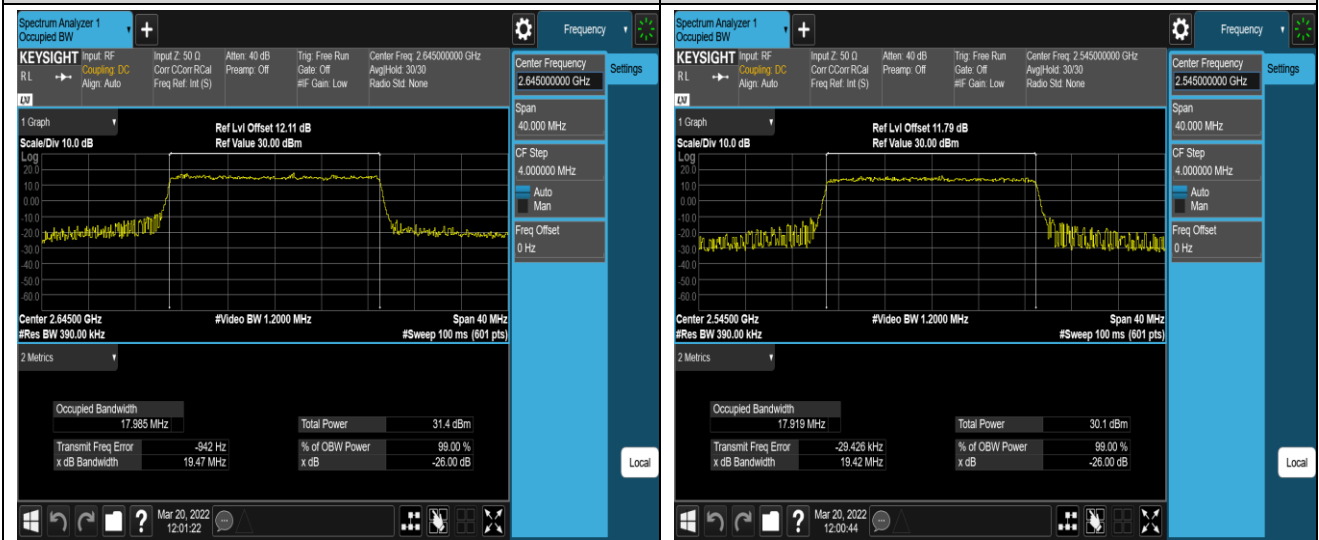 Spectrum Analyzer 1
Occupied BW
+
Frequency
KEYSIGHT Input: RF Input Z: 50 Ω Atten: 40 dB Trig: Free Run Center Freq: 2.645000000 GHz
RL Coupling: DC Corr CCorr RCal Preamp: Off Gate: Off Avg|Hold: 30/30
Align: Auto Freq Ref: Int (S) #IF Gain: Low Radio Std: None
LXI
Center Frequency
2.645000000 GHz
Settings
Span
40.000 MHz
CF Step
4.000000 MHz
Auto
Man
Freq Offset
0 Hz
Local
1 Graph
Ref Lvl Offset 12.11 dB
Scale/Div 10.0 dB Ref Value 30.00 dBm
Log
20.0
10.0
0.00
-10.0
-20.0
-30.0
-40.0
-50.0
-60.0
Center 2.64500 GHz #Video BW 1.2000 MHz Span 40 MHz
#Res BW 390.00 kHz #Sweep 100 ms (601 pts)
2 Metrics
Occupied Bandwidth
17.985 MHz Total Power 31.4 dBm
Transmit Freq Error -942 Hz % of OBW Power 99.00 %
x dB Bandwidth 19.47 MHz x dB -26.00 dB
? Mar 20, 2022
12:01:22
Spectrum Analyzer 1
Occupied BW
+
Frequency
KEYSIGHT Input: RF Input Z: 50 Ω Atten: 40 dB Trig: Free Run Center Freq: 2.545000000 GHz
RL Coupling: DC Corr CCorr RCal Preamp: Off Gate: Off Avg|Hold: 30/30
Align: Auto Freq Ref: Int (S) #IF Gain: Low Radio Std: None
LXI
Center Frequency
2.545000000 GHz
Settings
Span
40.000 MHz
CF Step
4.000000 MHz
Auto
Man
Freq Offset
0 Hz
Local
1 Graph
Ref Lvl Offset 11.79 dB
Scale/Div 10.0 dB Ref Value 30.00 dBm
Log
20.0
10.0
0.00
-10.0
-20.0
-30.0
-40.0
-50.0
-60.0
Center 2.54500 GHz #Video BW 1.2000 MHz Span 40 MHz
#Res BW 390.00 kHz #Sweep 100 ms (601 pts)
2 Metrics
Occupied Bandwidth
17.919 MHz Total Power 30.1 dBm
Transmit Freq Error -29.426 kHz % of OBW Power 99.00 %
x dB Bandwidth 19.42 MHz x dB -26.00 dB
? Mar 20, 2022
12:00:44